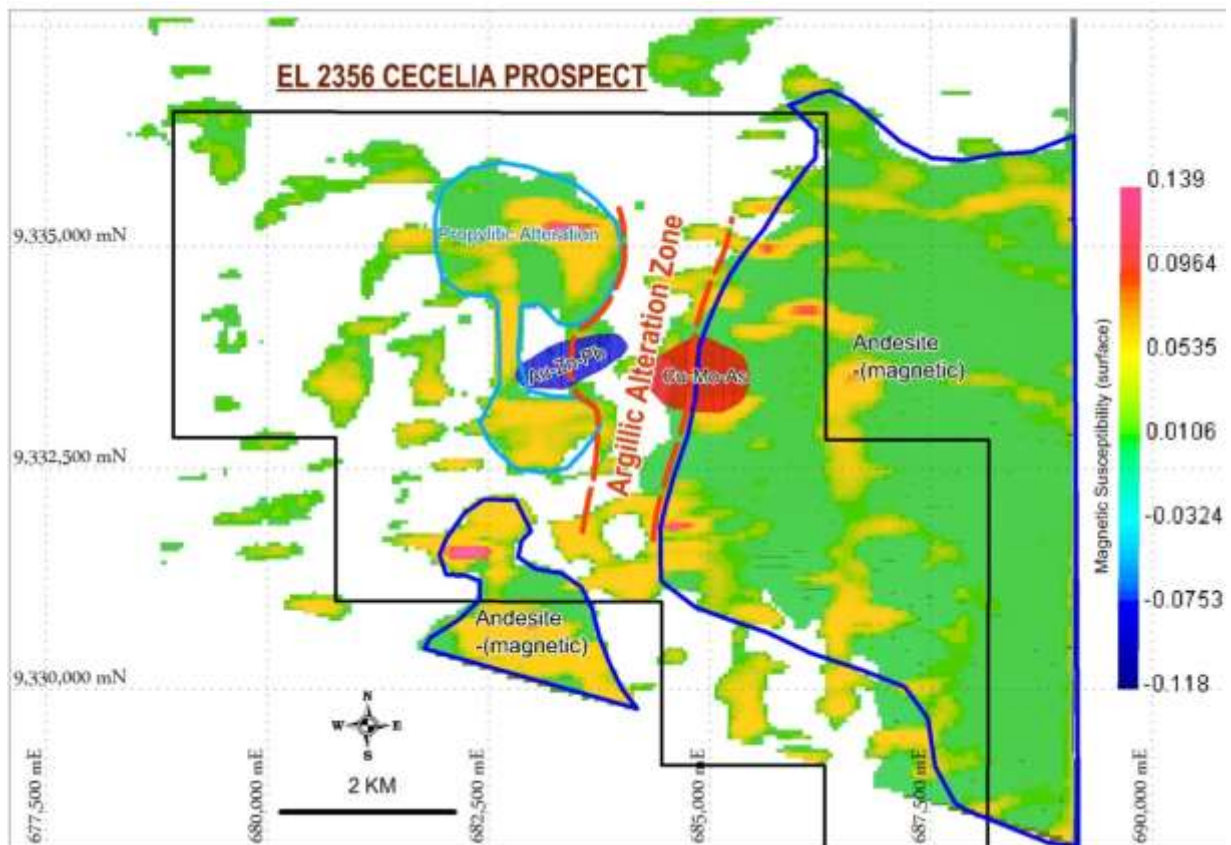 EL 2356 CECELIA PROSPECT
0.139
9,335,000 mN
Propylitic Alteration
0.0964
Argillic Alteration Zone
Andesite
-(magnetic)
0.0535
Au-Zn-Pb
Cu-Mo-As
0.0106
9,332,500 mN
-0.0324
Magnetic Susceptibility (surface)
-0.0753
Andesite
-(magnetic)
9,330,000 mN
-0.118
N
W E
S
2 KM
677,500 mE
680,000 mE
682,500 mE
685,000 mE
687,500 mE
690,000 mE